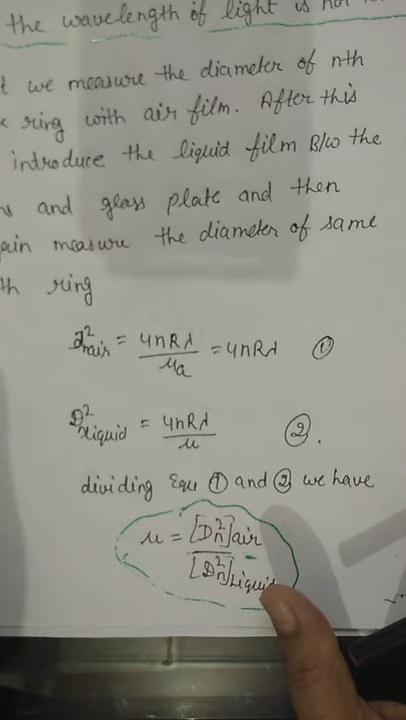 the wavelength of light is not
t we measure the diameter of nth
ring with air film. After this
introduce the liquid film B/w the
and glass plate and then
ain measure the diameter of same
th ring
D²nair = 4nRλ/μa = 4nRλ ①
D²nliquid = 4nRλ/μ ②.
dividing Equ ① and ② we have
μ = [D²n]air/[D²n]Liquid